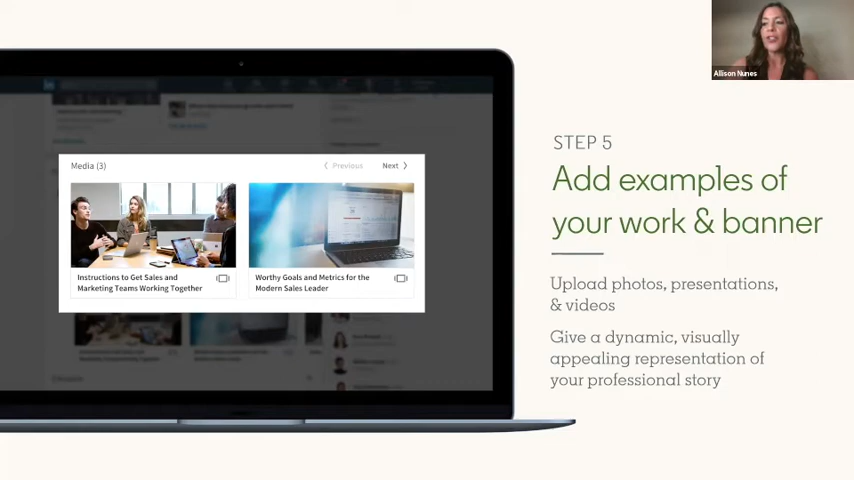 Allison Nunes
STEP 5
Add examples of
your work & banner
Upload photos, presentations,
& videos
Give a dynamic, visually
appealing representation of
your professional story
Media (3)
Previous
Next
Instructions to Get Sales and
Marketing Teams Working Together
Worthy Goals and Metrics for the
Modern Sales Leader